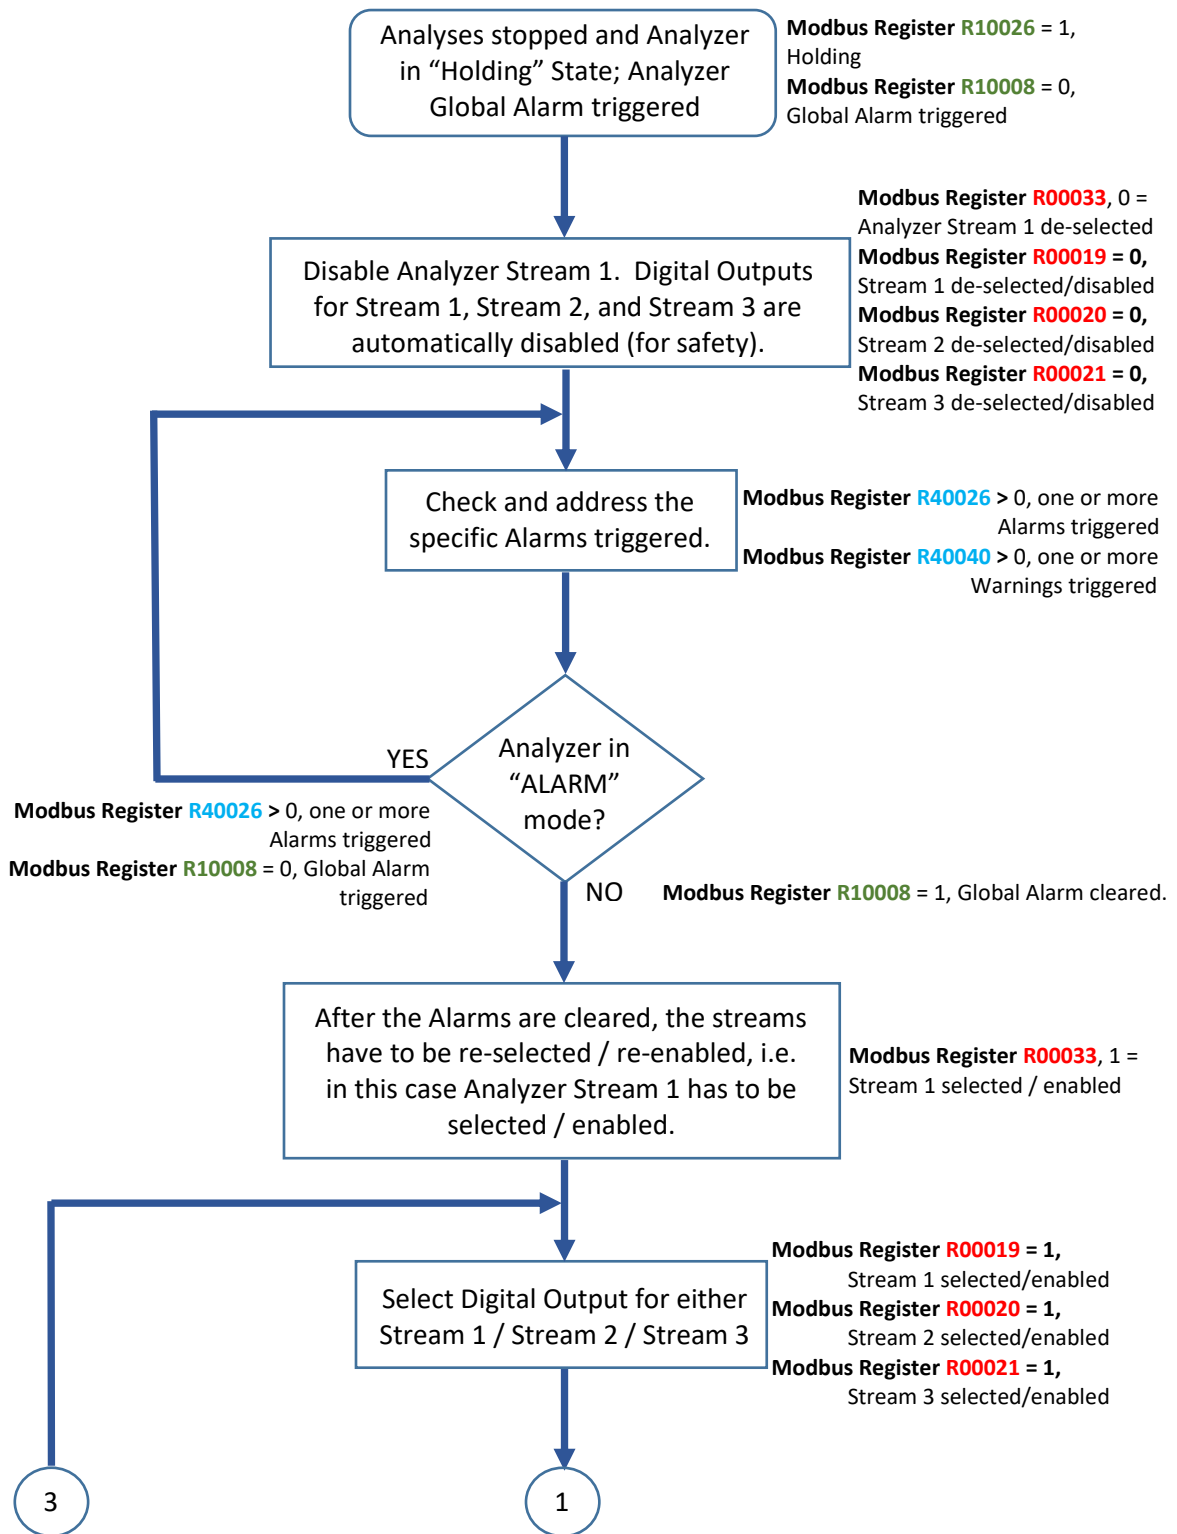 Analyses stopped and Analyzer
in “Holding” State; Analyzer
Global Alarm triggered
Modbus Register R10026 = 1,
Holding
Modbus Register R10008 = 0,
Global Alarm triggered
Modbus Register R00033, 0 =
Analyzer Stream 1 de-selected
Modbus Register R00019 = 0,
Stream 1 de-selected/disabled
Modbus Register R00020 = 0,
Stream 2 de-selected/disabled
Modbus Register R00021 = 0,
Stream 3 de-selected/disabled
Disable Analyzer Stream 1. Digital Outputs
for Stream 1, Stream 2, and Stream 3 are
automatically disabled (for safety).
Check and address the
specific Alarms triggered.
Modbus Register R40026 > 0, one or more
Alarms triggered
Modbus Register R40040 > 0, one or more
Warnings triggered
Analyzer in
“ALARM”
mode?
YES
Modbus Register R40026 > 0, one or more
Alarms triggered
Modbus Register R10008 = 0, Global Alarm
triggered
NO
Modbus Register R10008 = 1, Global Alarm cleared.
After the Alarms are cleared, the streams
have to be re-selected / re-enabled, i.e.
in this case Analyzer Stream 1 has to be
selected / enabled.
Modbus Register R00033, 1 =
Stream 1 selected / enabled
Select Digital Output for either
Stream 1 / Stream 2 / Stream 3
Modbus Register R00019 = 1,
Stream 1 selected/enabled
Modbus Register R00020 = 1,
Stream 2 selected/enabled
Modbus Register R00021 = 1,
Stream 3 selected/enabled
3
1